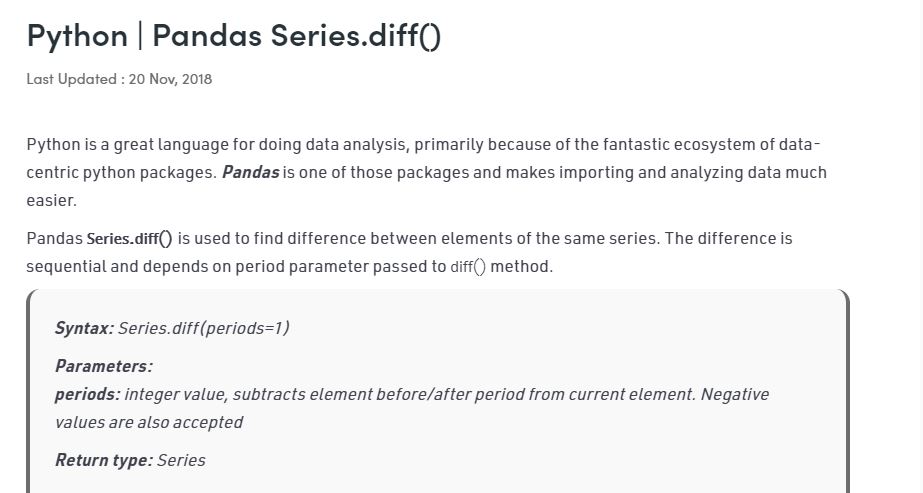 Python | Pandas Series.diff()
Last Updated : 20 Nov, 2018
Python is a great language for doing data analysis, primarily because of the fantastic ecosystem of data-
centric python packages. Pandas is one of those packages and makes importing and analyzing data much
easier.
Pandas Series.diff() is used to find difference between elements of the same series. The difference is
sequential and depends on period parameter passed to diff() method.
Syntax: Series.diff(periods=1)
Parameters:
periods: integer value, subtracts element before/after period from current element. Negative
values are also accepted
Return type: Series